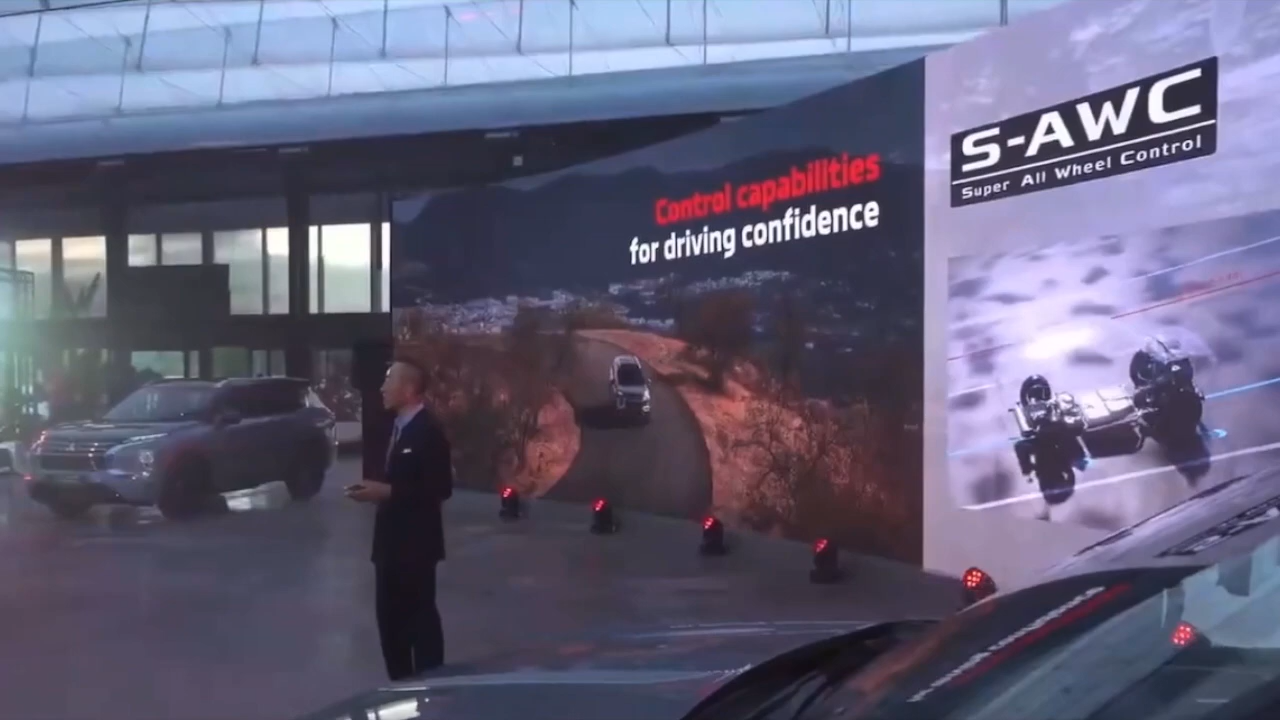 Control capabilities
for driving confidence
S-AWC
Super All Wheel Control